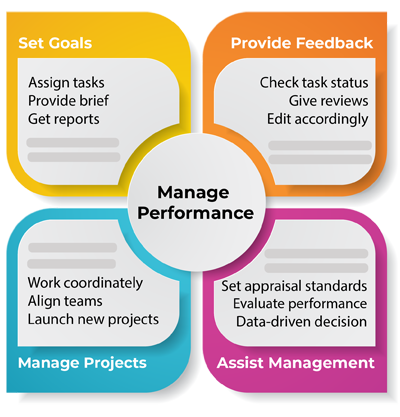 Set Goals
Assign tasks
Provide brief
Get reports
Provide Feedback
Check task status
Give reviews
Edit accordingly
Manage
Performance
Work coordinately
Align teams
Launch new projects
Manage Projects
Set appraisal standards
Evaluate performance
Data-driven decision
Assist Management